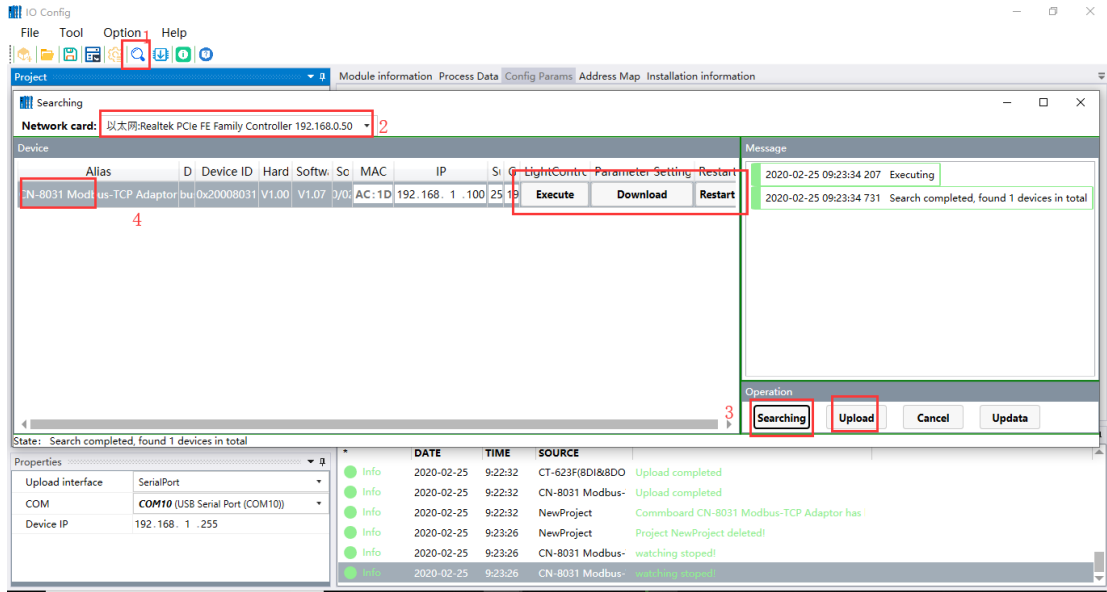 IO Config
File Tool Option Help
1
Project
Module information Process Data Config Params Address Map Installation information
Searching
Network card: 以太网:Realtek PCIe FE Family Controller 192.168.0.50
2
Device
Message
Alias D Device ID Hard Softw. So MAC IP Si G LightContrc Parameter Setting Restart
CN-8031 Modbus-TCP Adaptor bu 0x20008031 V1.00 V1.07 AC:1D 192.168. 1 .100 25 19 Execute Download Restart
4
2020-02-25 09:23:34 207 Executing
2020-02-25 09:23:34 731 Search completed, found 1 devices in total
Operation
3
Searching Upload Cancel Updata
State: Search completed, found 1 devices in total
Properties
Upload interface SerialPort
COM COM10 (USB Serial Port (COM10))
Device IP 192.168. 1 .255
* DATE TIME SOURCE
Info 2020-02-25 9:22:32 CT-623F(8DI&8DO Upload completed
Info 2020-02-25 9:22:32 CN-8031 Modbus- Upload completed
Info 2020-02-25 9:22:32 NewProject Commboard CN-8031 Modbus-TCP Adaptor has
Info 2020-02-25 9:23:26 NewProject Project NewProject deleted!
Info 2020-02-25 9:23:26 CN-8031 Modbus- watching stoped!
Info 2020-02-25 9:23:26 CN-8031 Modbus- watching stoped!